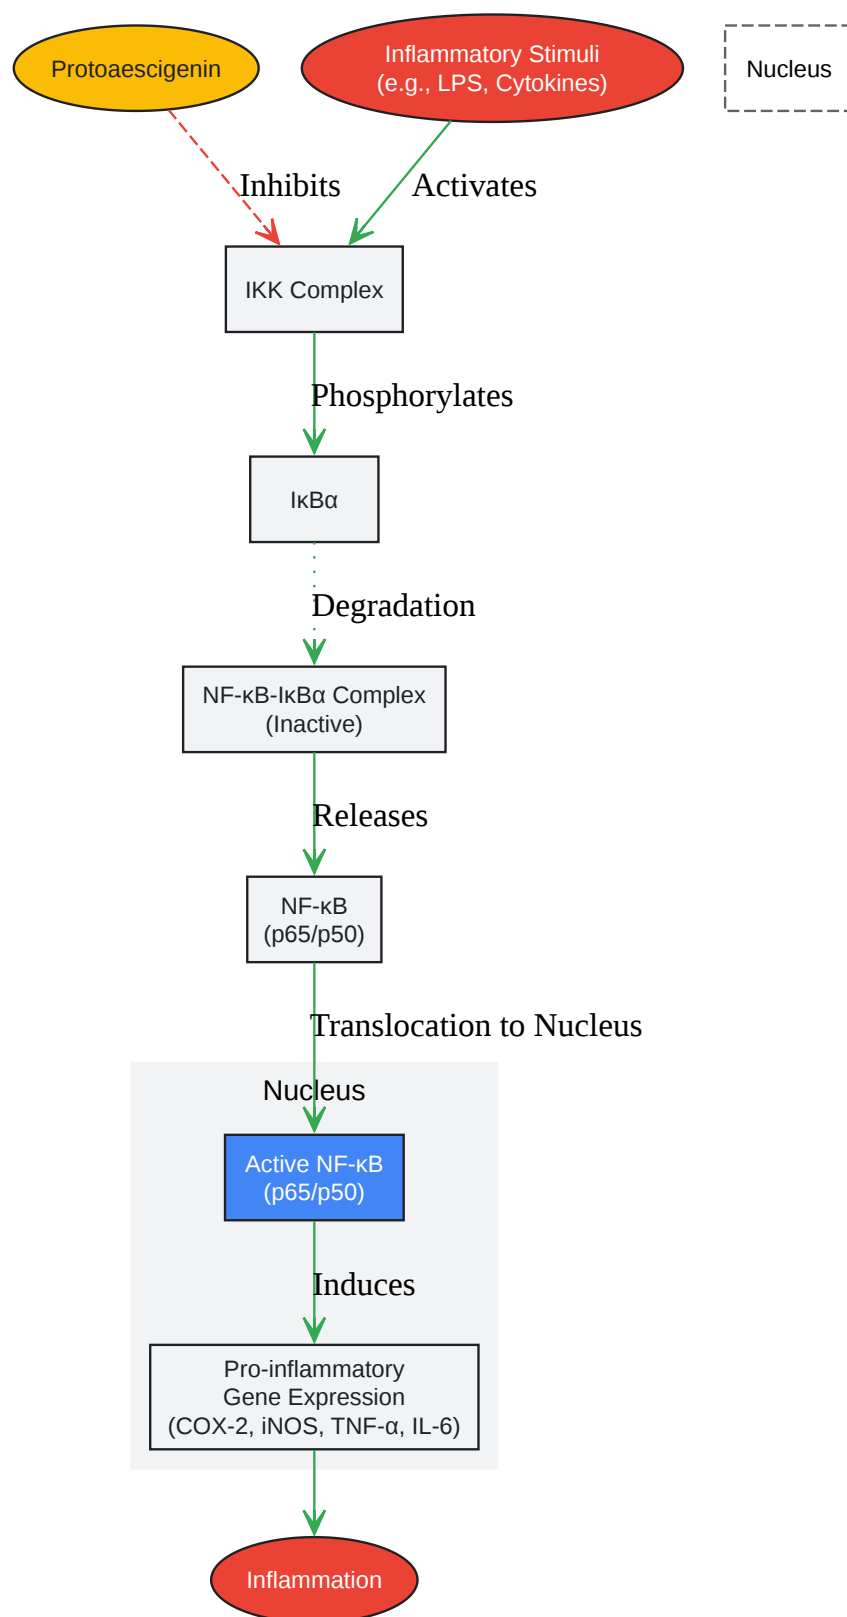 Protoaescigenin
Inflammatory Stimuli
(e.g., LPS, Cytokines)
Nucleus
Inhibits
Activates
IKK Complex
Phosphorylates
IκBα
Degradation
NF-κB-IκBα Complex
(Inactive)
Releases
NF-κB
(p65/p50)
Translocation to Nucleus
Nucleus
Active NF-κB
(p65/p50)
Induces
Pro-inflammatory
Gene Expression
(COX-2, iNOS, TNF-α, IL-6)
Inflammation